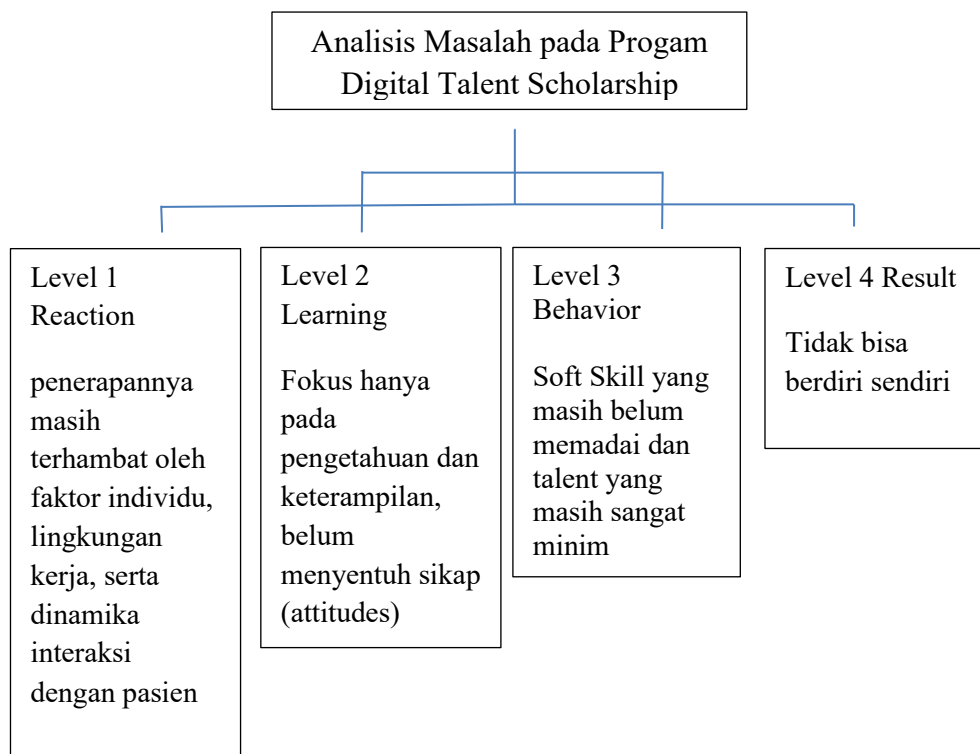 Analisis Masalah pada Progam
Digital Talent Scholarship
Level 1
Reaction
penerapannya
masih
terhambat oleh
faktor individu,
lingkungan
kerja, serta
dinamika
interaksi
dengan pasien
Level 2
Learning
Fokus hanya
pada
pengetahuan dan
keterampilan,
belum
menyentuh sikap
(attitudes)
Level 3
Behavior
Soft Skill yang
masih belum
memadai dan
talent yang
masih sangat
minim
Level 4 Result
Tidak bisa
berdiri sendiri